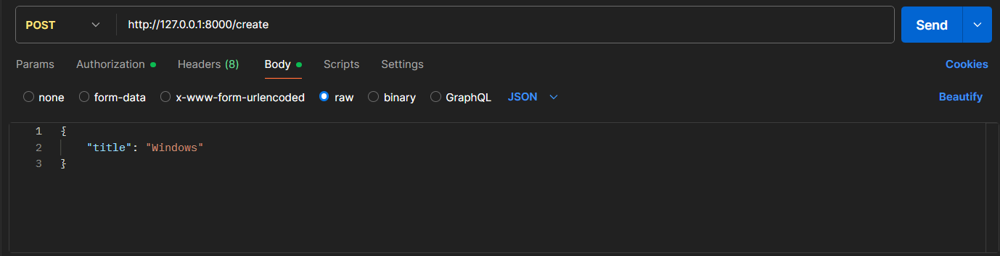 POST http://127.0.0.1:8000/create Send
Params Authorization Headers (8) Body Scripts Settings Cookies
none form-data x-www-form-urlencoded raw binary GraphQL JSON Beautify
1 {
2 "title": "Windows"
3 }